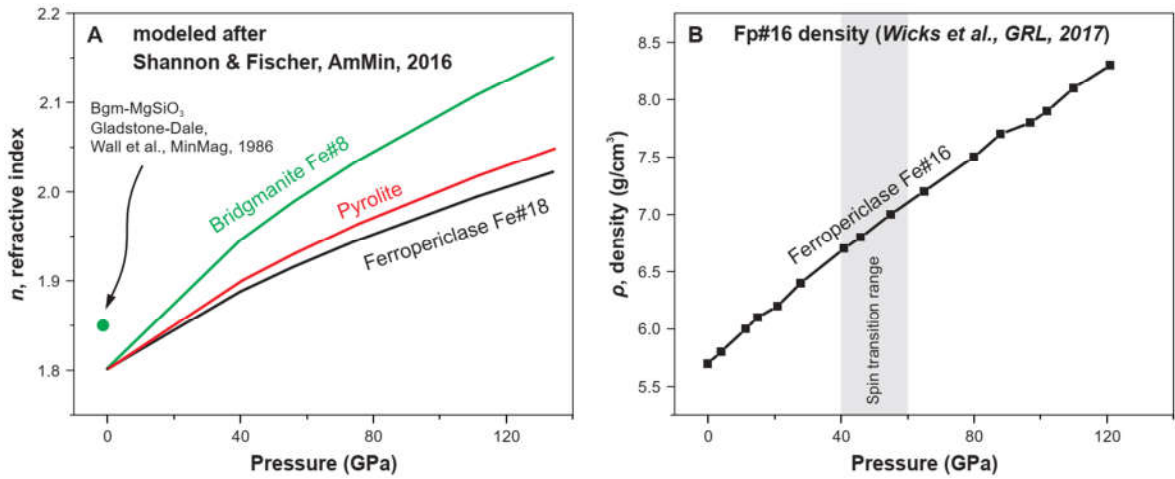 A
modeled after
Shannon & Fischer, AmMin, 2016
Bgm-MgSiO₃
Gladstone-Dale,
Wall et al., MinMag, 1986
Bridgmanite Fe#8
Pyrolite
Ferropericlase Fe#18
n, refractive index
2.2
2.1
2.0
1.9
1.8
0
40
80
120
Pressure (GPa)
B
Fp#16 density (Wicks et al., GRL, 2017)
Ferropericlase Fe#16
Spin transition range
ρ, density (g/cm³)
8.5
8.0
7.5
7.0
6.5
6.0
5.5
0
40
80
120
Pressure (GPa)